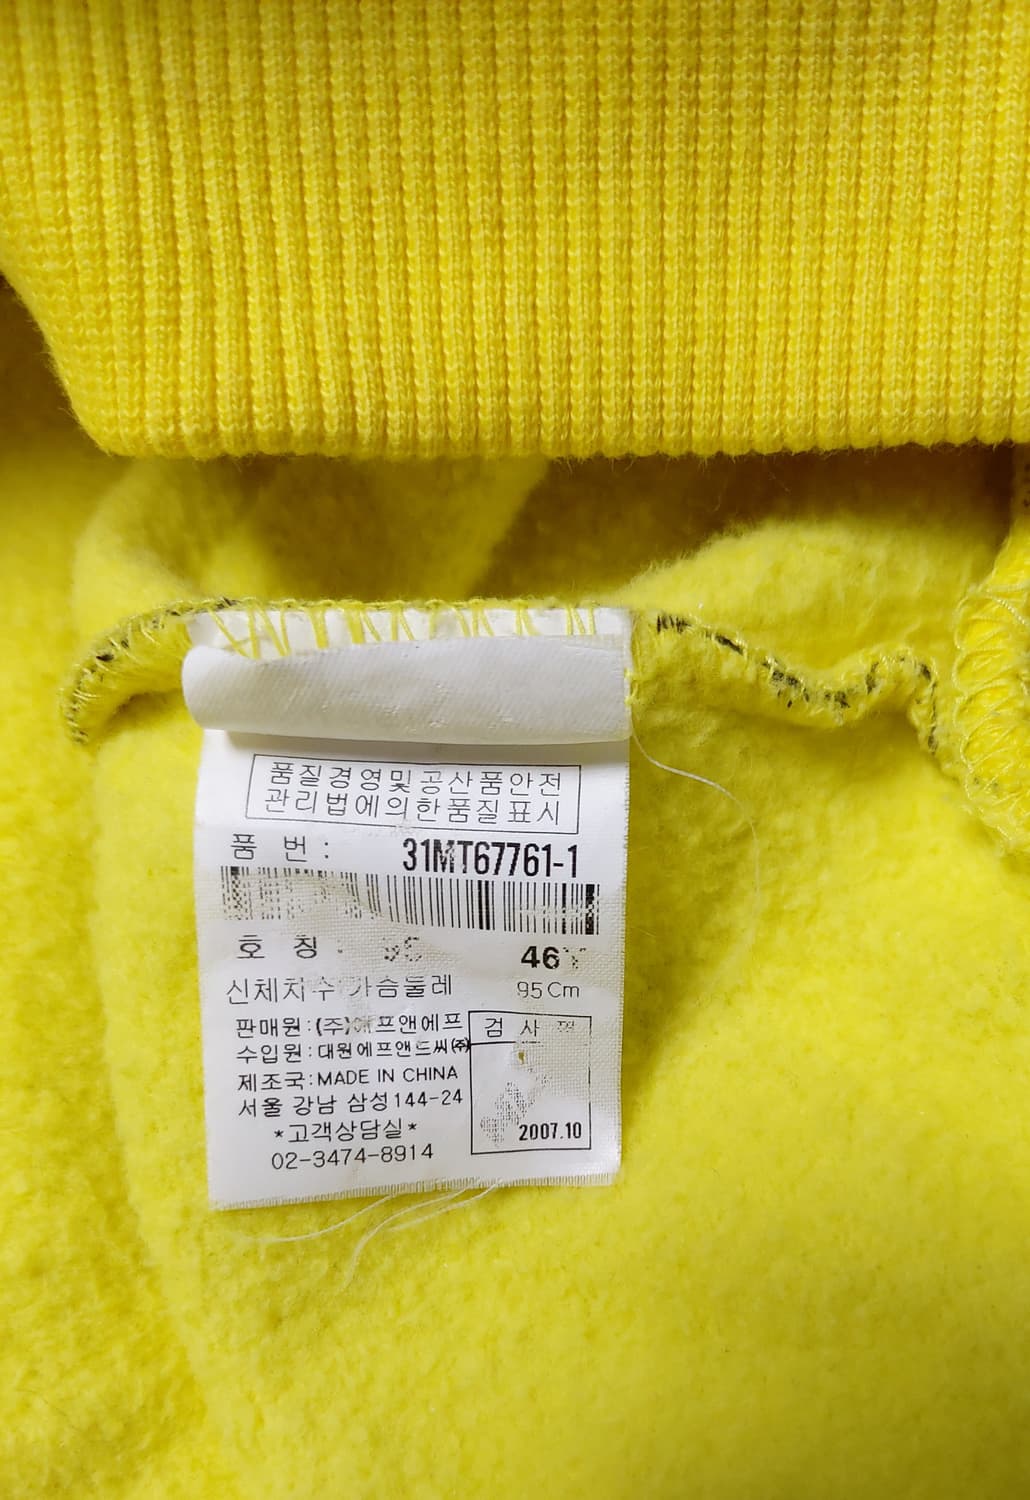 품질경영및공산품안전
관리법에의한품질표시
품 번 : 31MT67761-1
호 칭 : 46
신체치수 가슴둘레 95Cm
판매원:(주)에프앤에프
수입원:대원에프앤드씨(주)
제조국:MADE IN CHINA
서울 강남 삼성144-24
*고객상담실*
02-3474-8914
검 사
2007.10